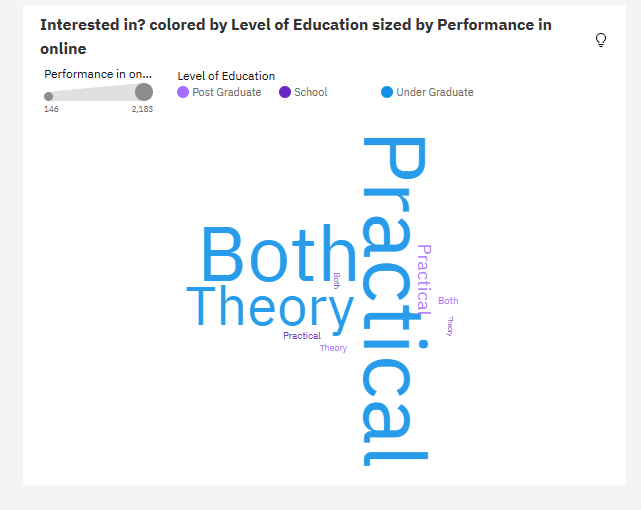 Interested in? colored by Level of Education sized by Performance in
online
Performance in on...
146
2,183
Level of Education
Post Graduate
School
Under Graduate
Practical
Both
Practical
Both
Theory
Both
Theory
Practical
Theory